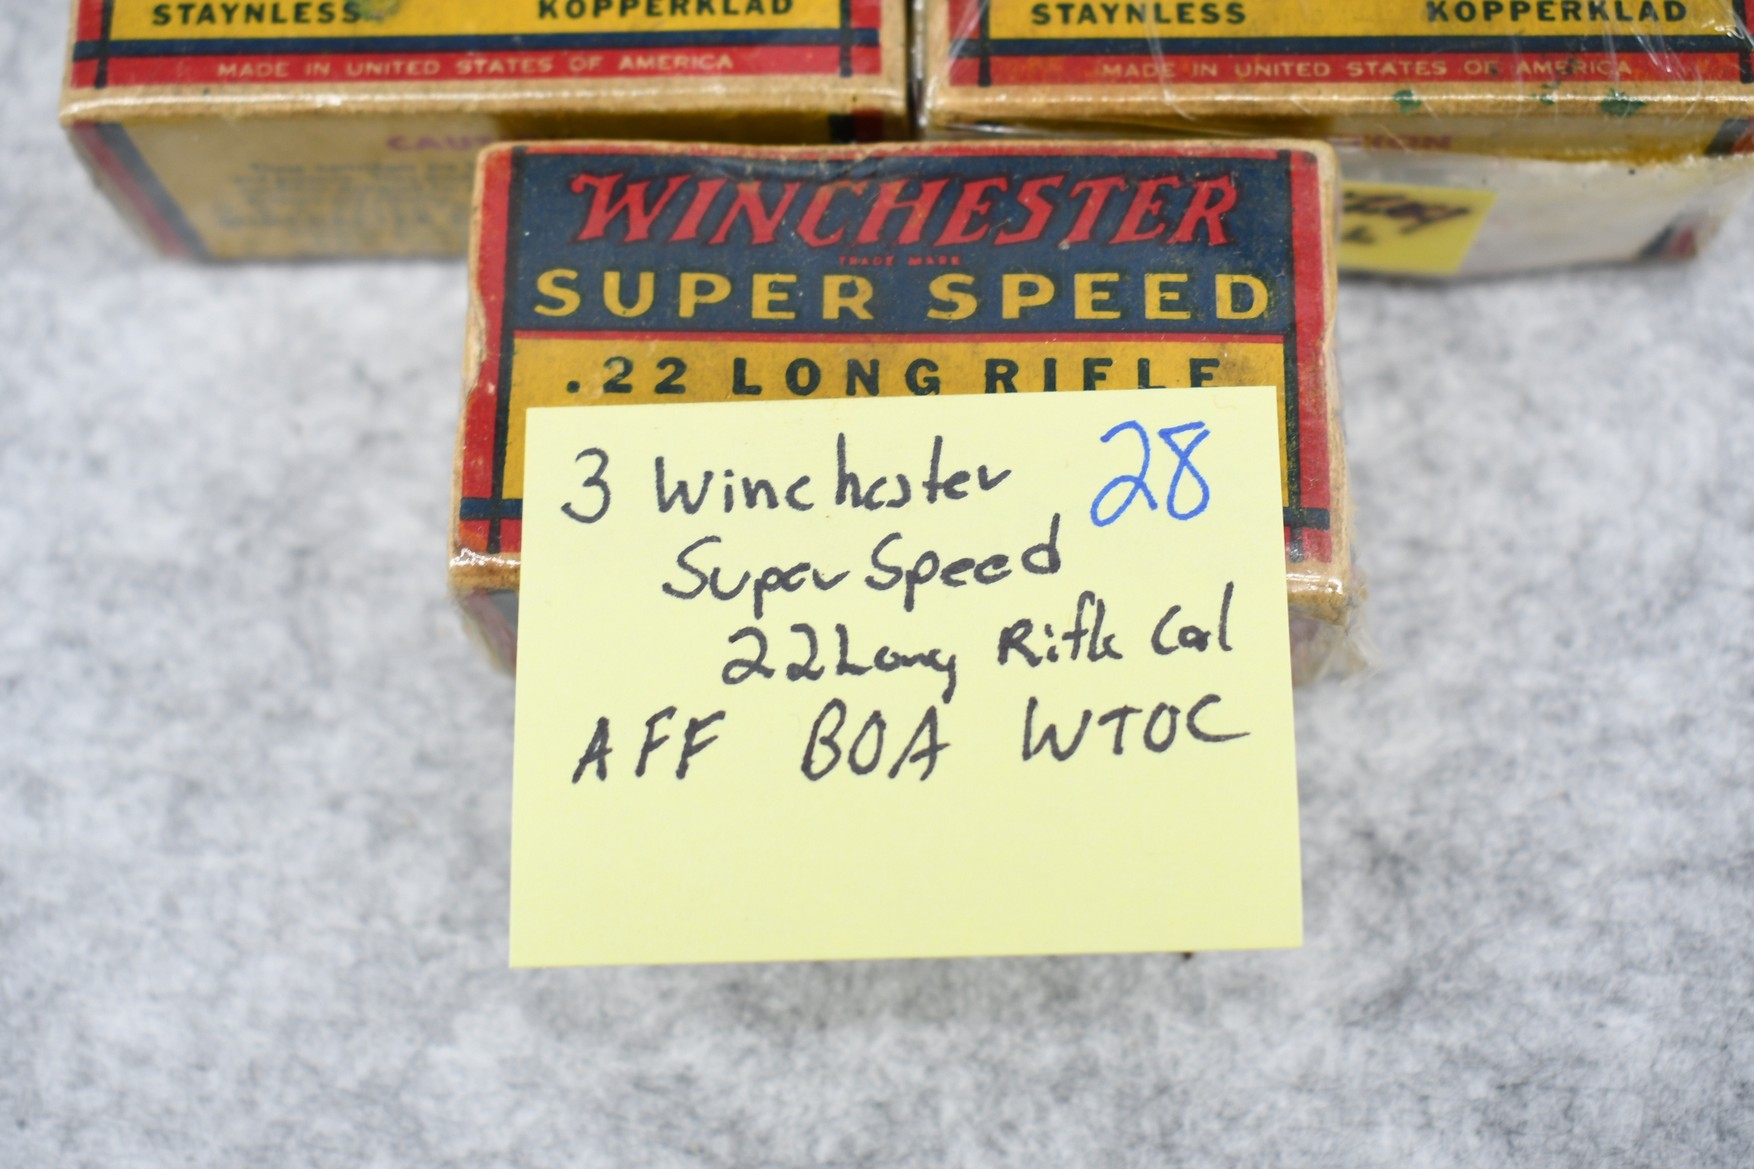 STAYNLESS KOPPERKLAD
MADE IN UNITED STATES OF AMERICA
STAYNLESS KOPPERKLAD
MADE IN UNITED STATES OF AMERICA
WINCHESTER
TRADE MARK
SUPER SPEED
.22 LONG RIFLE
3 Winchester 28
Super Speed
22 Long Rifle Cal
AFF BOA WTOC